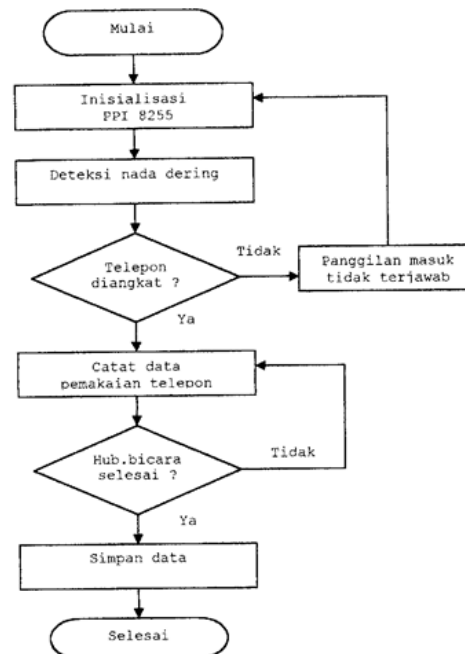 Mulai
Inisialisasi
PPI 8255
Deteksi nada dering
Telepon
diangkat ?
Tidak
Panggilan masuk
tidak terjawab
Ya
Catat data
pemakaian telepon
Hub.bicara
selesai ?
Tidak
Ya
Simpan data
Selesai